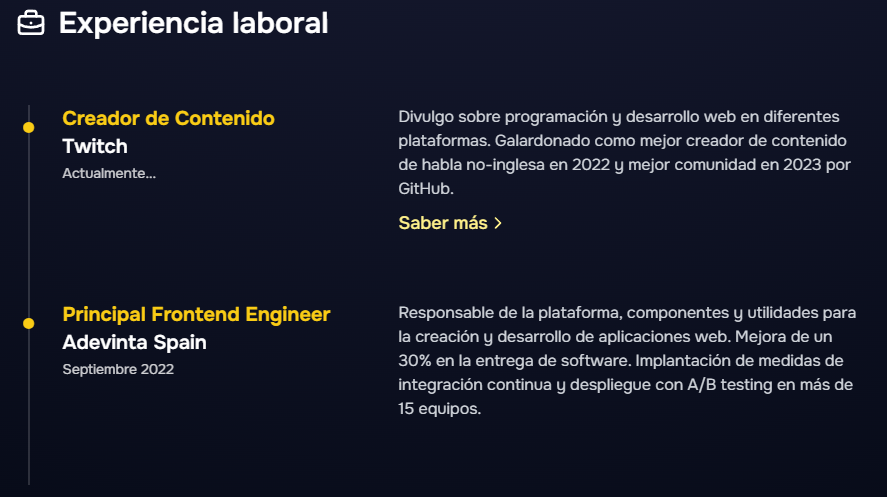 Experiencia laboral
Creador de Contenido
Twitch
Actualmente...
Divulgo sobre programación y desarrollo web en diferentes
plataformas. Galardonado como mejor creador de contenido
de habla no-inglesa en 2022 y mejor comunidad en 2023 por
GitHub.
Saber más >
Principal Frontend Engineer
Adevinta Spain
Septiembre 2022
Responsable de la plataforma, componentes y utilidades para
la creación y desarrollo de aplicaciones web. Mejora de un
30% en la entrega de software. Implantación de medidas de
integración continua y despliegue con A/B testing en más de
15 equipos.